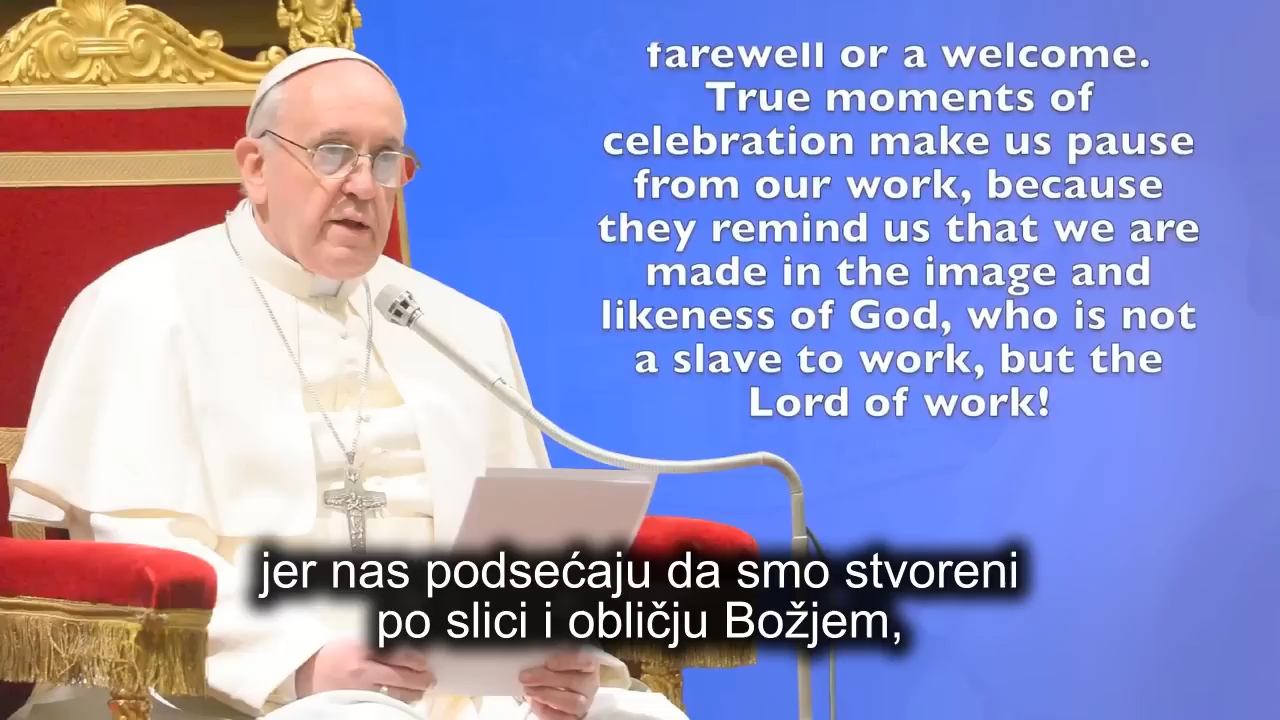 farewell or a welcome.
True moments of
celebration make us pause
from our work, because
they remind us that we are
made in the image and
likeness of God, who is not
a slave to work, but the
Lord of work!
jer nas podsećaju da smo stvoreni
po slici i obličju Božjem,